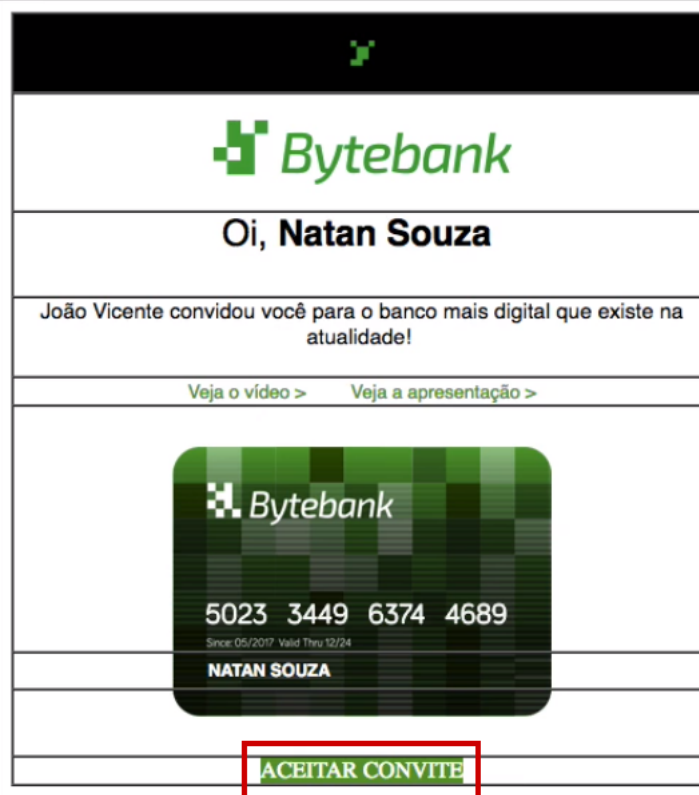 Bytebank
Oi, Natan Souza
João Vicente convidou você para o banco mais digital que existe na
atualidade!
Veja o vídeo > Veja a apresentação >
Bytebank
5023 3449 6374 4689
Since: 05/2017 Valid Thru 12/24
NATAN SOUZA
ACEITAR CONVITE